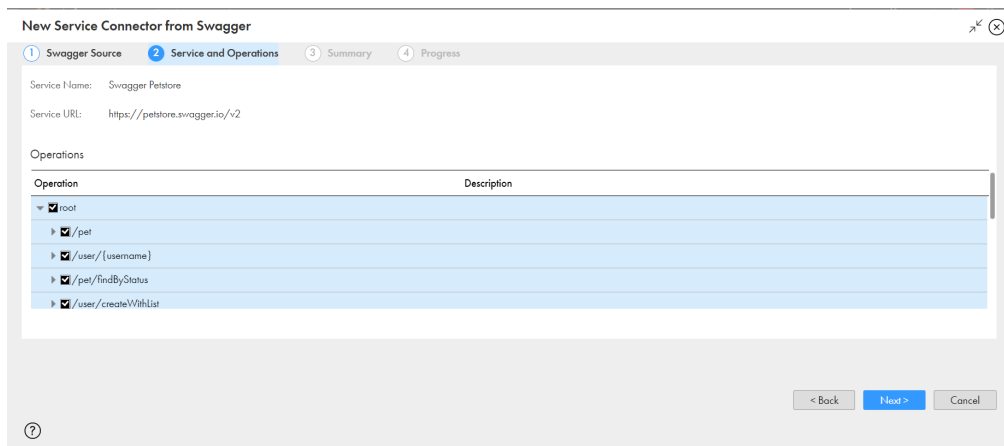 New Service Connector from Swagger
1 Swagger Source 2 Service and Operations 3 Summary 4 Progress
Service Name: Swagger Petstore
Service URL: https://petstore.swagger.io/v2
Operations
Operation Description
root
/pet
/user/{username}
/pet/findByStatus
/user/createWithList
< Back Next > Cancel
?